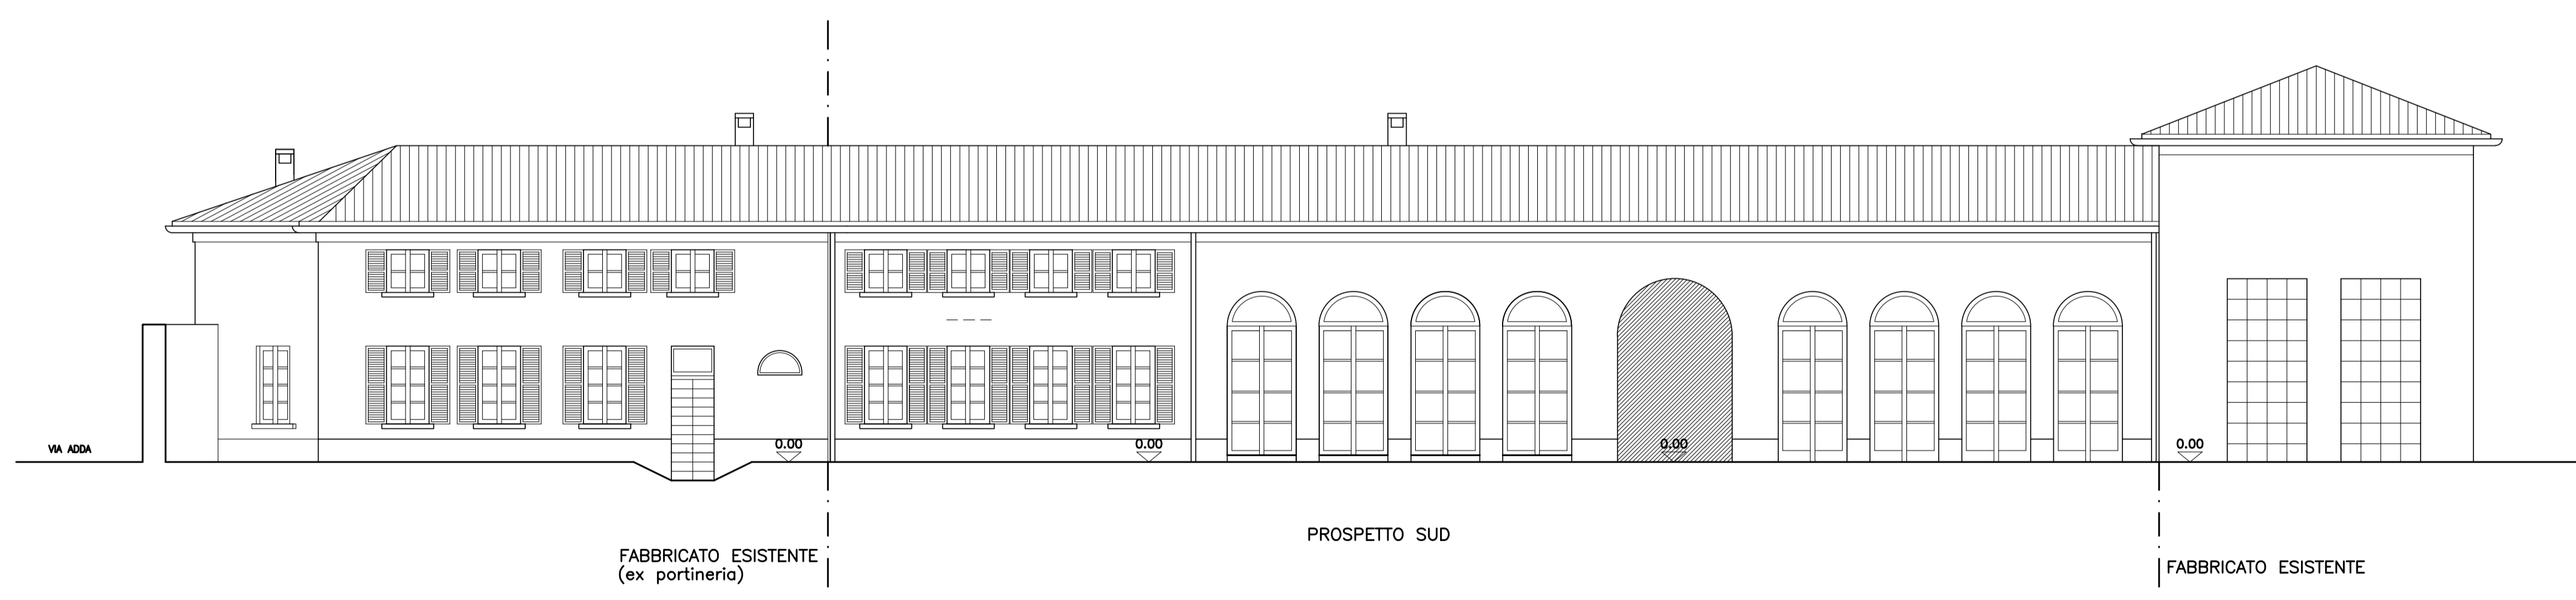 VIA ADDA
0.00
0.00
0.00
0.00
PROSPETTO SUD
FABBRICATO ESISTENTE
(ex portineria)
FABBRICATO ESISTENTE